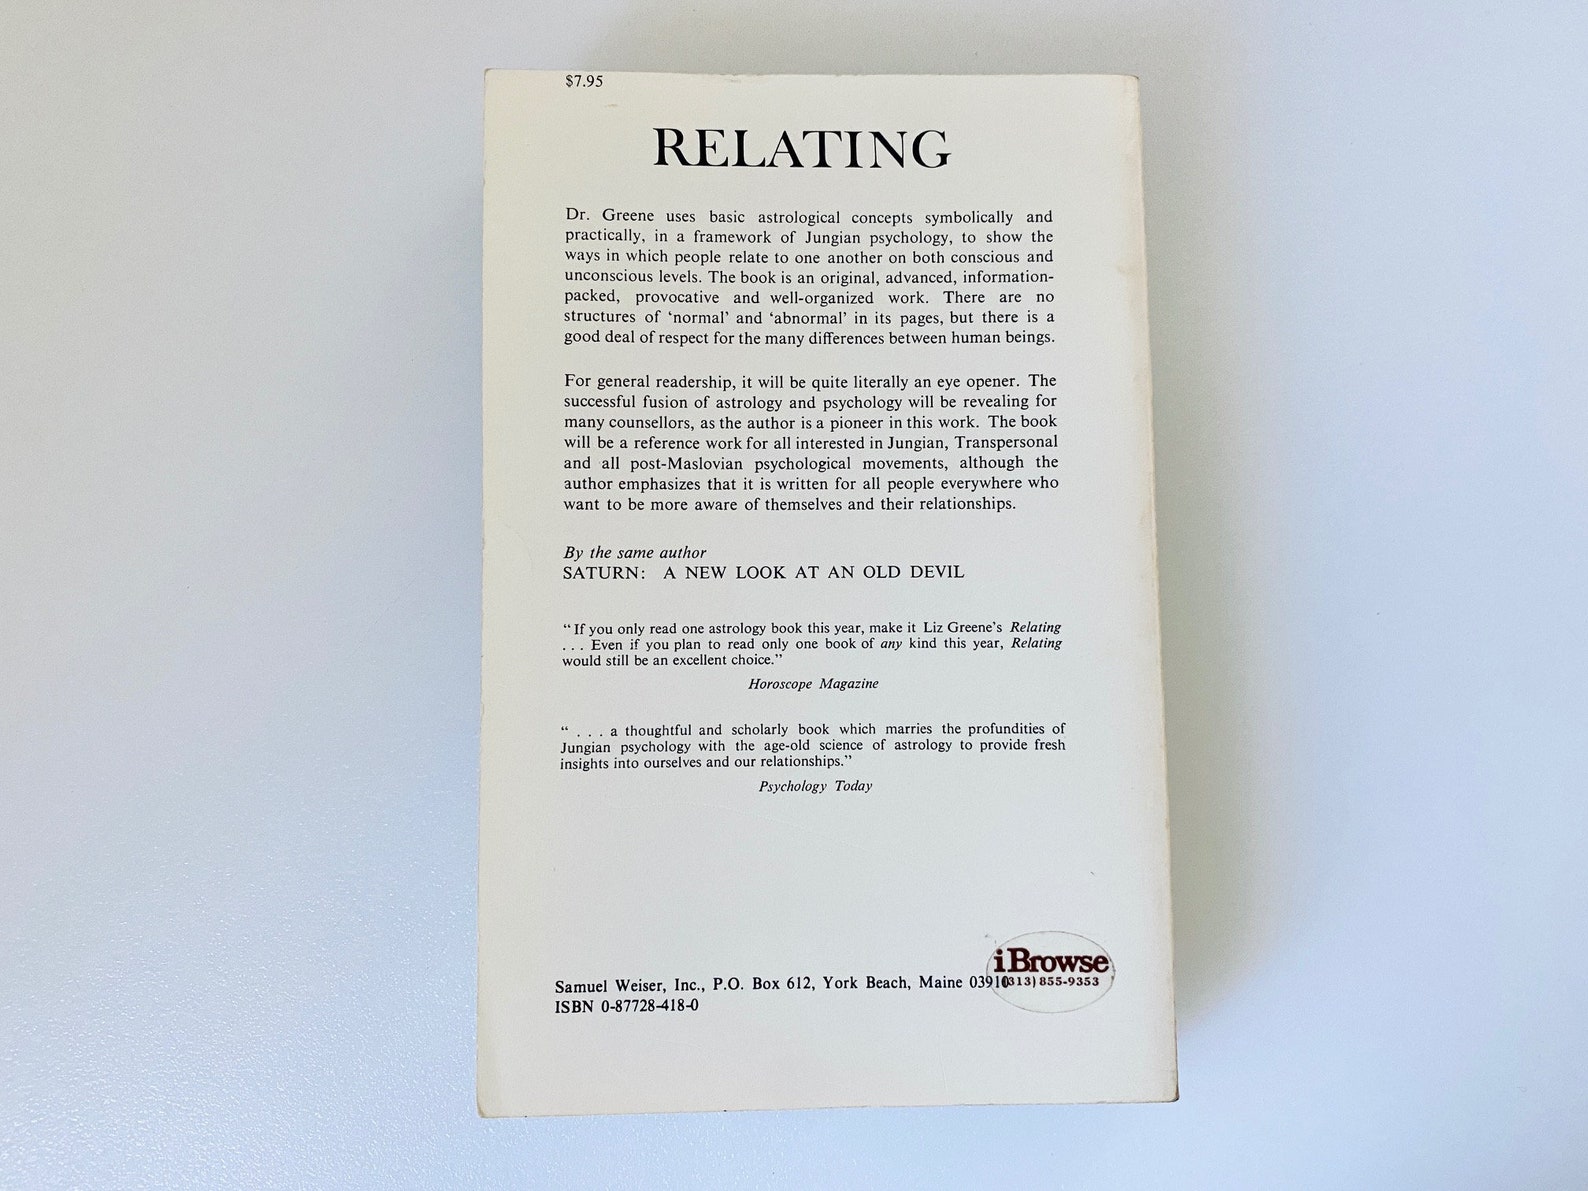 $7.95
RELATING
Dr. Greene uses basic astrological concepts symbolically and
practically, in a framework of Jungian psychology, to show the
ways in which people relate to one another on both conscious and
unconscious levels. The book is an original, advanced, information-
packed, provocative and well-organized work. There are no
structures of ‘normal’ and ‘abnormal’ in its pages, but there is a
good deal of respect for the many differences between human beings.
For general readership, it will be quite literally an eye opener. The
successful fusion of astrology and psychology will be revealing for
many counsellors, as the author is a pioneer in this work. The book
will be a reference work for all interested in Jungian, Transpersonal
and all post-Maslovian psychological movements, although the
author emphasizes that it is written for all people everywhere who
want to be more aware of themselves and their relationships.
By the same author
SATURN: A NEW LOOK AT AN OLD DEVIL
“If you only read one astrology book this year, make it Liz Greene’s Relating
. . . Even if you plan to read only one book of any kind this year, Relating
would still be an excellent choice.”
Horoscope Magazine
“ . . . a thoughtful and scholarly book which marries the profundities of
Jungian psychology with the age-old science of astrology to provide fresh
insights into ourselves and our relationships.”
Psychology Today
Samuel Weiser, Inc., P.O. Box 612, York Beach, Maine 03910
ISBN 0-87728-418-0
iBrowse
(313) 855-9353